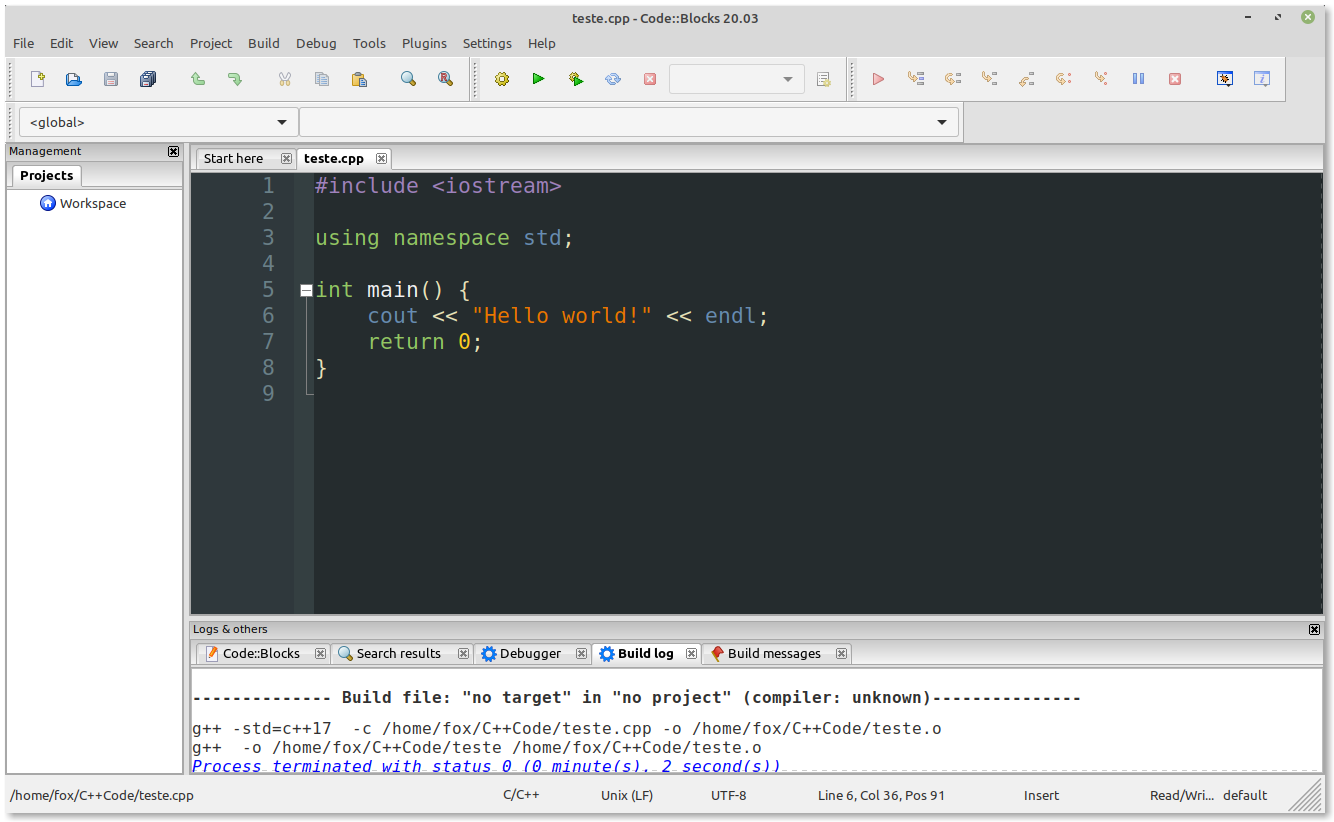 teste.cpp - Code::Blocks 20.03
File Edit View Search Project Build Debug Tools Plugins Settings Help
<global>
Management
Projects
Workspace
Start here teste.cpp
1 #include <iostream>
2
3 using namespace std;
4
5 int main() {
6     cout << "Hello world!" << endl;
7     return 0;
8 }
9
Logs & others
Code::Blocks Search results Debugger Build log Build messages
-------------- Build file: "no target" in "no project" (compiler: unknown)---------------
g++ -std=c++17  -c /home/fox/C++Code/teste.cpp -o /home/fox/C++Code/teste.o
g++  -o /home/fox/C++Code/teste /home/fox/C++Code/teste.o
Process terminated with status 0 (0 minute(s), 2 second(s))
/home/fox/C++Code/teste.cpp C/C++ Unix (LF) UTF-8 Line 6, Col 36, Pos 91 Insert Read/Wri... default